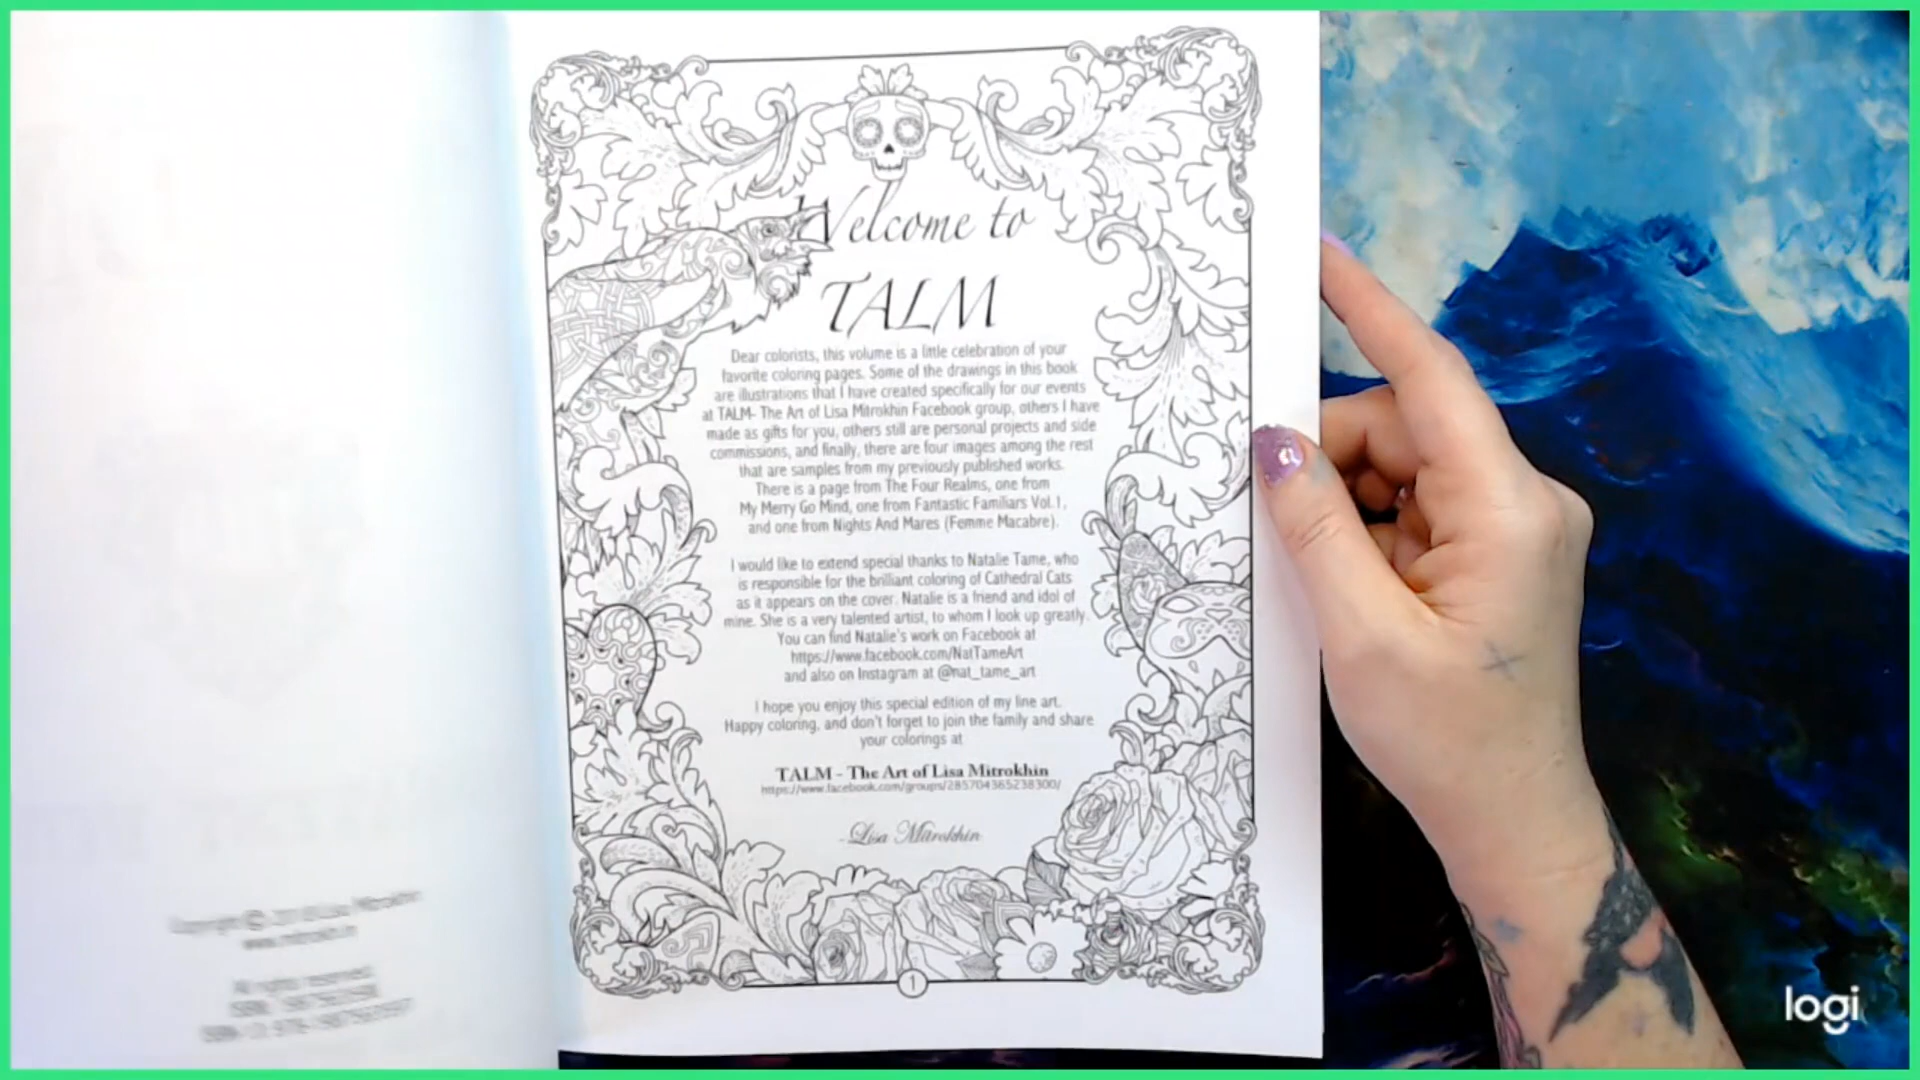 Welcome to
TALM
Dear colorists, this volume is a little celebration of your
favorite coloring pages. Some of the drawings in this book
are illustrations that I have created specifically for our events
at TALM- The Art of Lisa Mitrokhin Facebook group, others I have
made as gifts for you, others still are personal projects and side
commissions, and finally, there are four images among the rest
that are samples from my previously published works.
There is a page from The Four Realms, one from
My Merry Go Mind, one from Fantastic Familiars Vol.1,
and one from Nights And Mares (Femme Macabre).
I would like to extend special thanks to Natalie Tame, who
is responsible for the brilliant coloring of Cathedral Cats
as it appears on the cover. Natalie is a friend and idol of
mine. She is a very talented artist, to whom I look up greatly.
You can find Natalie's work on Facebook at
https://www.facebook.com/NatTameArt
and also on Instagram at @nat_tame_art
I hope you enjoy this special edition of my line art.
Happy coloring, and don't forget to join the family and share
your colorings at
TALM - The Art of Lisa Mitrokhin
https://www.facebook.com/groups/285704365238300/
-Lisa Mitrokhin
1
Copyright © Lisa Mitrokhin
All rights reserved.
logi